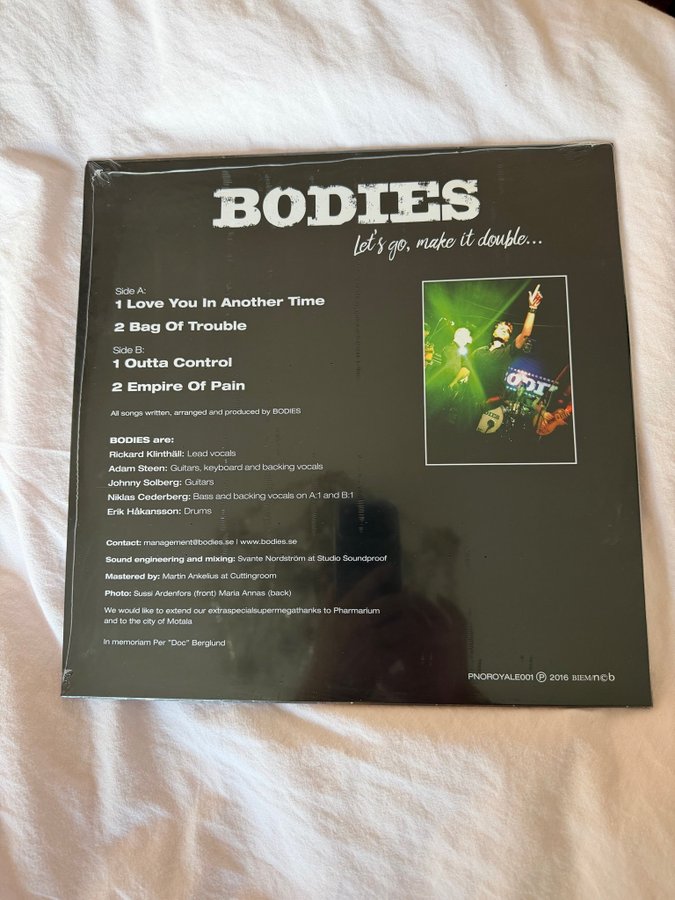 BODIES
Let's go, make it double...
Side A:
1 Love You In Another Time
2 Bag Of Trouble
Side B:
1 Outta Control
2 Empire Of Pain
All songs written, arranged and produced by BODIES
BODIES are:
Rickard Klinthäll: Lead vocals
Adam Steen: Guitars, keyboard and backing vocals
Johnny Solberg: Guitars
Niklas Cederberg: Bass and backing vocals on A:1 and B:1
Erik Håkansson: Drums
Contact: management@bodies.se | www.bodies.se
Sound engineering and mixing: Svante Nordström at Studio Soundproof
Mastered by: Martin Ankelius at Cuttingroom
Photo: Sussi Ardenfors (front) Maria Annas (back)
We would like to extend our extraspecialsupermegathanks to Pharmarium
and to the city of Motala
In memoriam Per "Doc" Berglund
BODIES
PNOROYALE001 Ⓟ 2016 BIEM/n©b